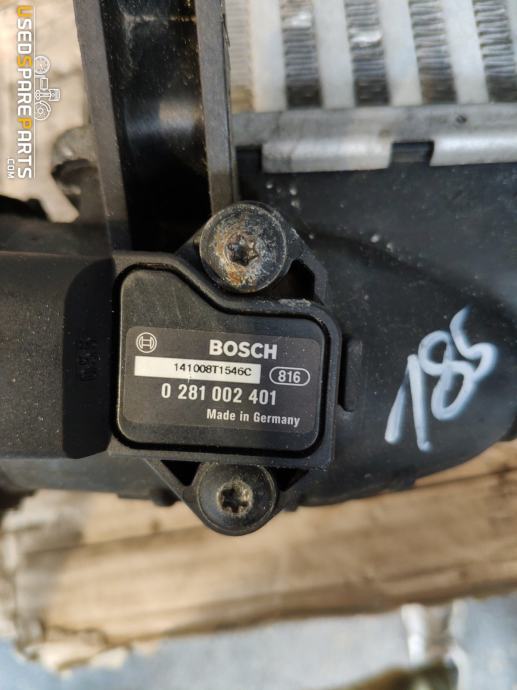 USEDSPAREPARTS
.COM
BOSCH
141008T1546C
816
0 281 002 401
Made in Germany
185